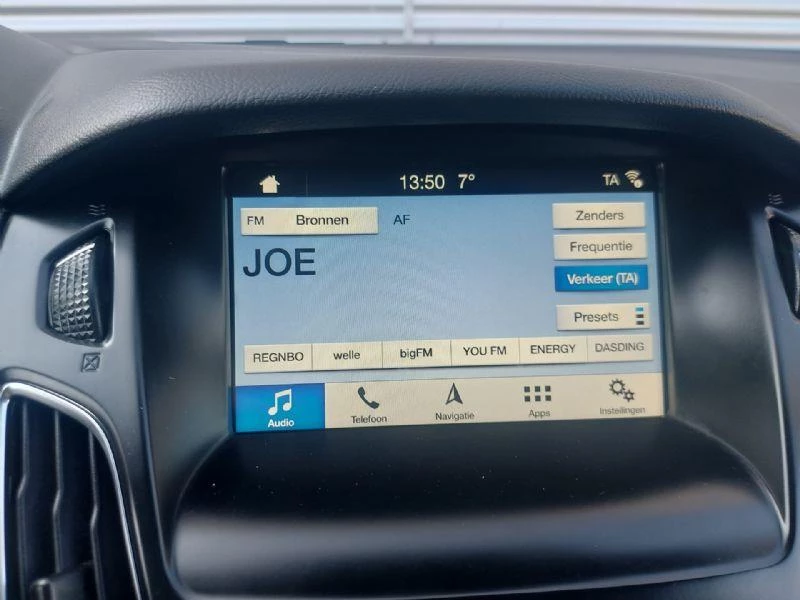 13:50 7° TA
FM Bronnen AF
Zenders
JOE
Frequentie
Verkeer (TA)
Presets
REGNBO welle bigFM YOU FM ENERGY DASDING
Audio Telefoon Navigatie Apps Instellingen